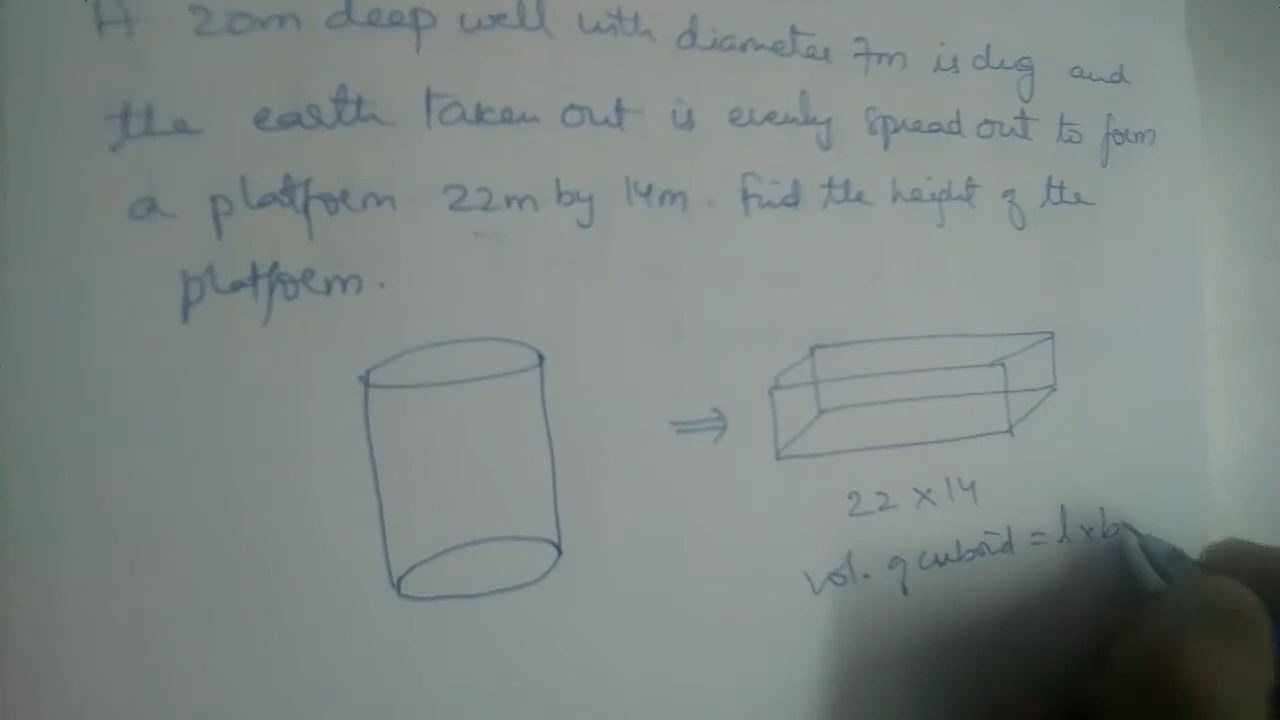 A 20m deep well with diameter 7m is dug and
the earth taken out is evenly spread out to form
a platform 22m by 14m. Find the height of the
platform.
22 x 14
vol. of cuboid = l x b